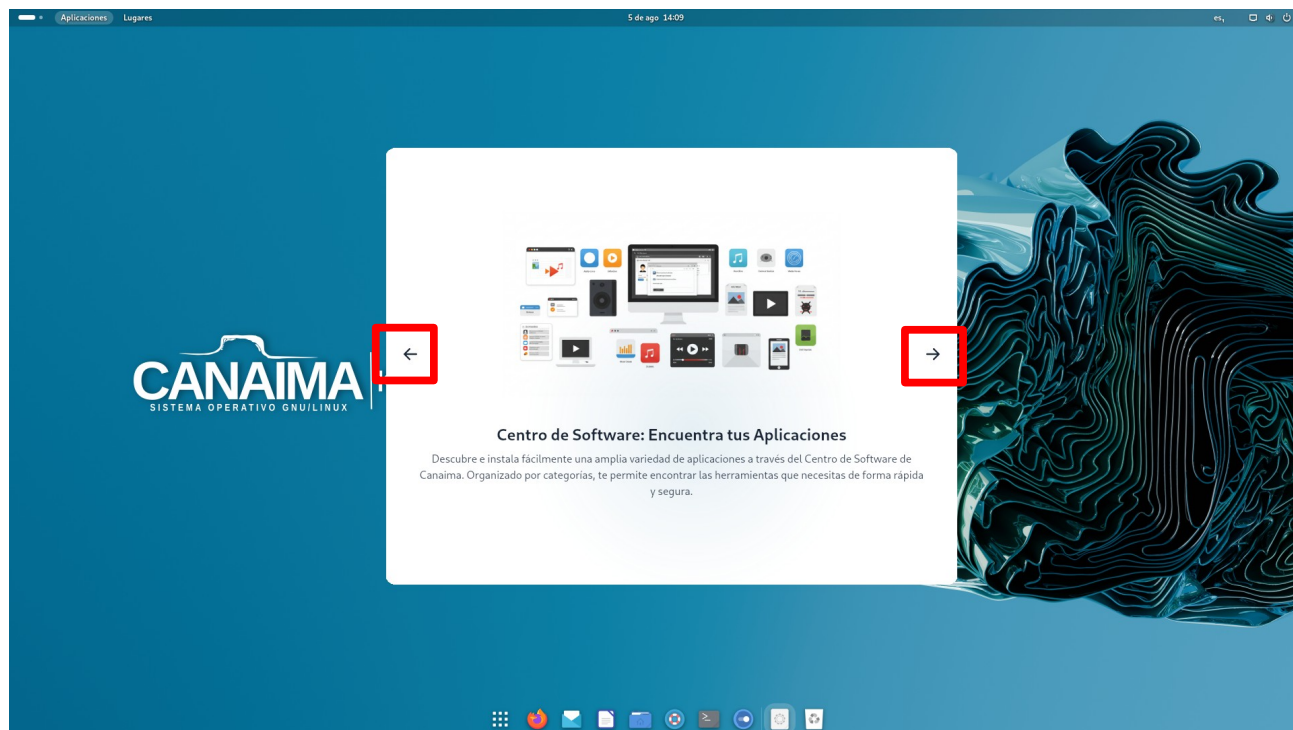 Aplicaciones Lugares 5 de ago 14:09 es₁
CANAIMA
SISTEMA OPERATIVO GNU/LINUX
Centro de Software: Encuentra tus Aplicaciones
Descubre e instala fácilmente una amplia variedad de aplicaciones a través del Centro de Software de
Canaima. Organizado por categorías, te permite encontrar las herramientas que necesitas de forma rápida
y segura.